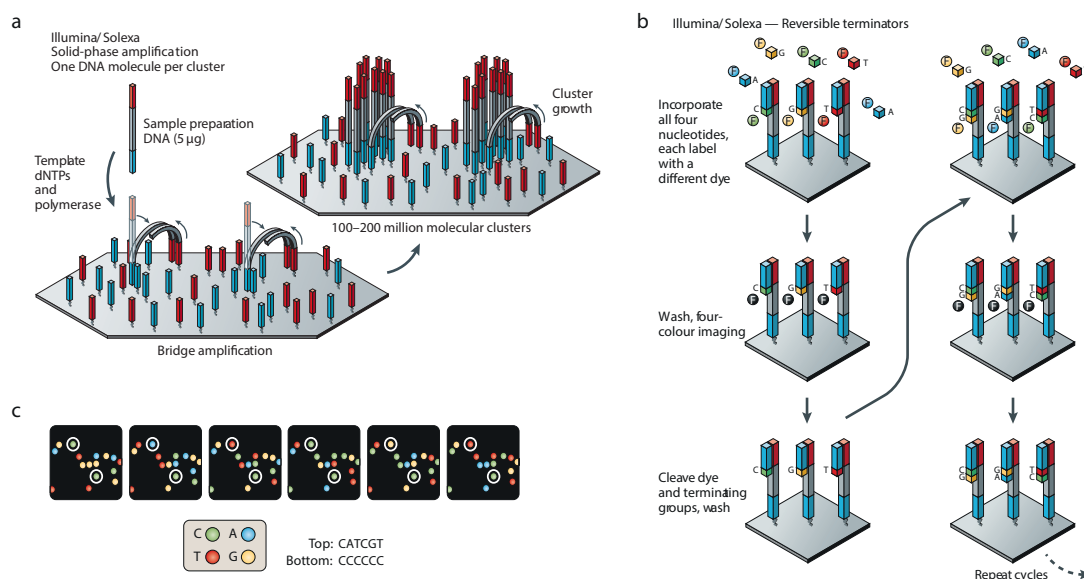 a
Illumina/Solexa
Solid-phase amplification
One DNA molecule per cluster
Sample preparation
DNA (5 µg)
Template
dNTPs
and
polymerase
Bridge amplification
100–200 million molecular clusters
Cluster
growth
b
Illumina/Solexa — Reversible terminators
Incorporate
all four
nucleotides,
each label
with a
different dye
F G
F C
F T
F A
F A
C G T
F F F
F G
F C
F A
F
C G T
G A C
F F F
Wash, four-
colour imaging
C G T
F F F
C G T
G A C
F F F
Cleave dye
and terminating
groups, wash
C G T
C G T
G A C
Repeat cycles
c
C A
T G
Top: CATCGT
Bottom: CCCCCC